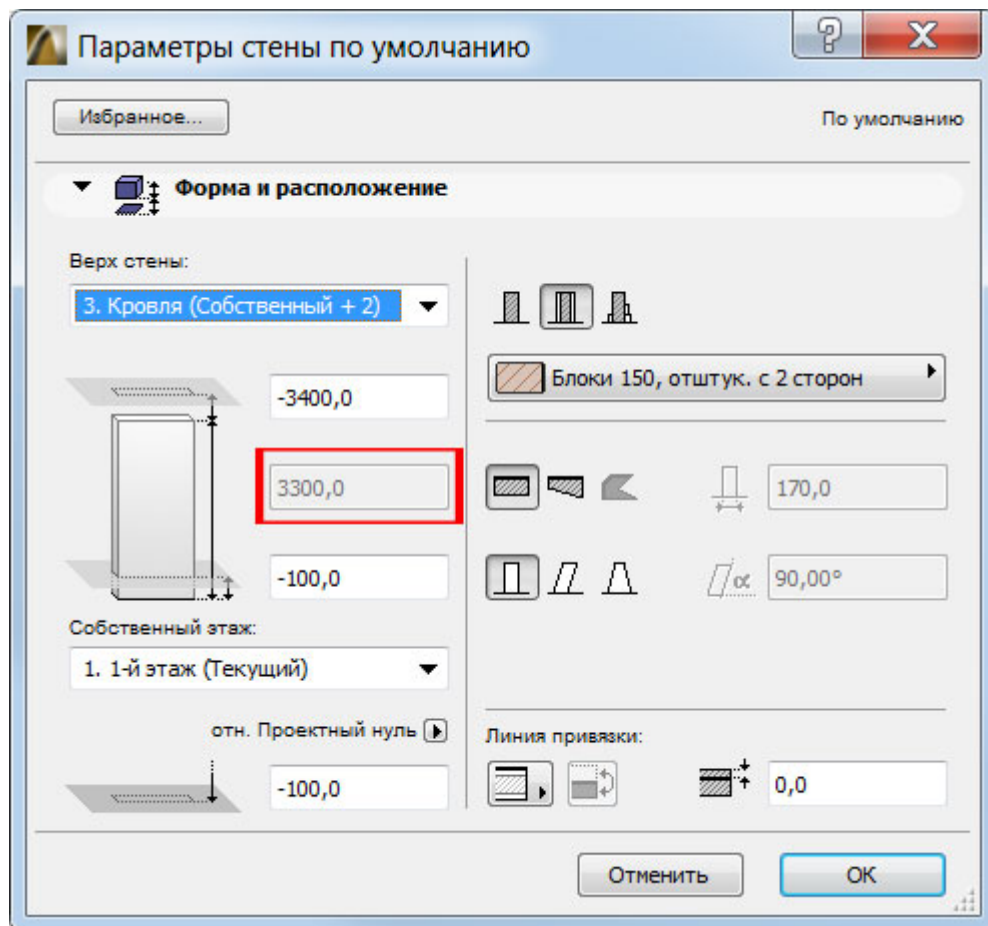 Параметры стены по умолчанию
Избранное...
По умолчанию
Форма и расположение
Верх стены:
3. Кровля (Собственный + 2)
-3400,0
3300,0
-100,0
Собственный этаж:
1. 1-й этаж (Текущий)
отн. Проектный нуль
-100,0
Блоки 150, отштук. с 2 сторон
170,0
α 90,00°
Линия привязки:
0,0
Отменить
OK